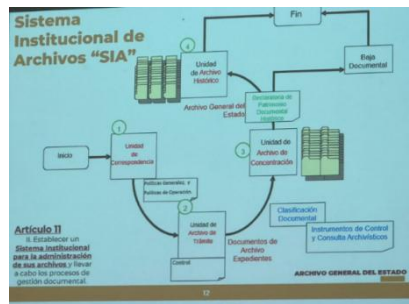 Sistema
Institucional de
Archivos "SIA"
Fin
4
Unidad
de Archivo
Histórico
Baja
Documental
Archivo General del
Estado
Declaratoria de
Patrimonio
Documental
Histórico
1
Unidad
de
Correspondencia
Inicio
3
Unidad de
Archivo de
Concentración
Políticas Generales y
Políticas de Operación
2
Unidad de
Archivo de
Trámite
Control
Documentos de
Archivo
Expedientes
Clasificación
Documental
Instrumentos de Control
y Consulta Archivísticos
Artículo 11
II. Establecer un
Sistema Institucional
para la administración
de sus archivos y llevar
a cabo los procesos de
gestión documental.
ARCHIVO GENERAL DEL ESTADO
12